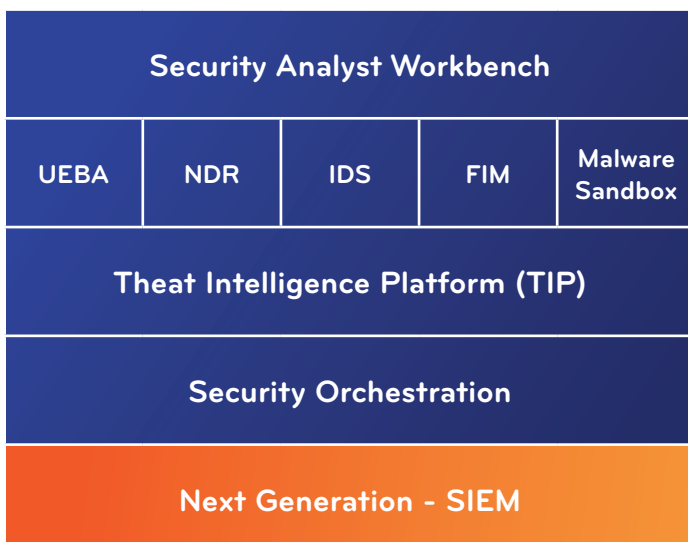 Security Analyst Workbench
UEBA
NDR
IDS
FIM
Malware
Sandbox
Theat Intelligence Platform (TIP)
Security Orchestration
Next Generation - SIEM